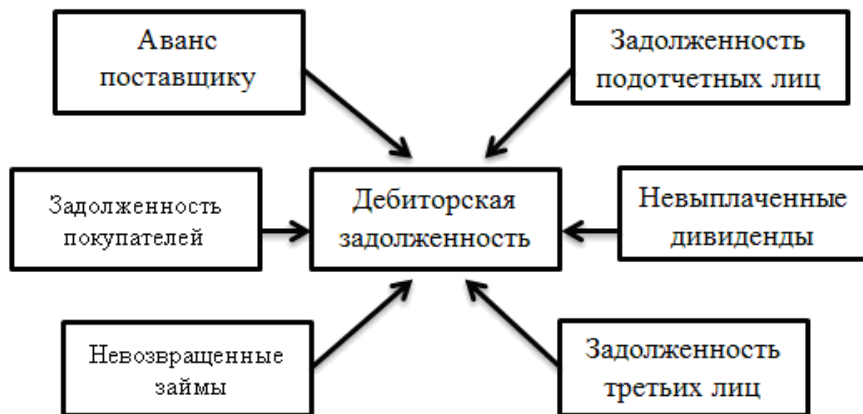 Аванс
поставщику
Задолженность
подотчетных лиц
Задолженность
покупателей
Дебиторская
задолженность
Невыплаченные
дивиденды
Невозвращенные
займы
Задолженность
третьих лиц